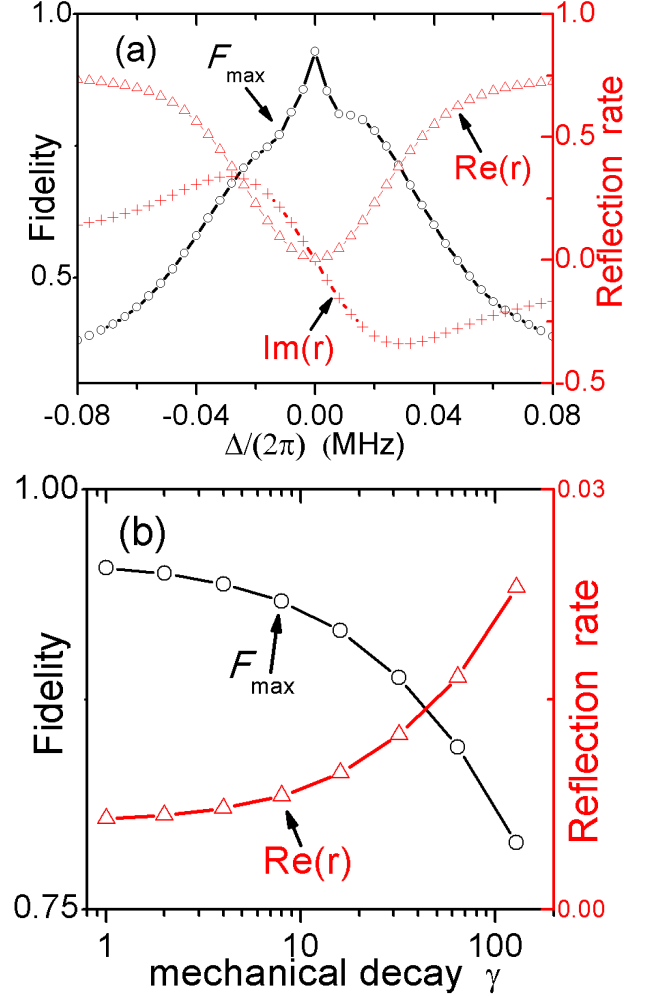 (a)
1.0
0.5
Fidelity
F max
Re(r)
Im(r)
1.0
0.5
0.0
-0.5
Reflection rate
-0.08 -0.04 0.00 0.04 0.08
Δ/(2π) (MHz)
(b)
1.00
0.75
Fidelity
F max
Re(r)
0.03
0.00
Reflection rate
1 10 100
mechanical decay γ